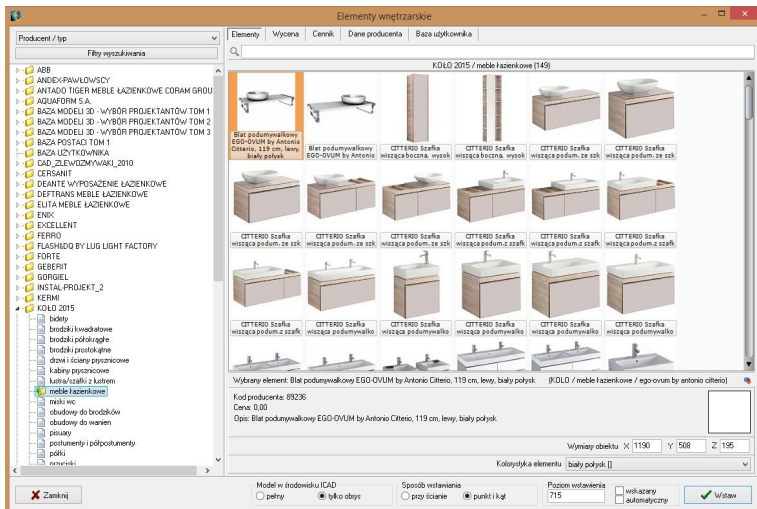 Elementy wnętrzarskie
Producent / typ
Filtry wyszukiwania
ABB
ANDEX-PAWŁOWSCY
ANTADO TIGER MEBLE ŁAZIENKOWE CORAM GROU
AQUAFORM S.A.
BAZA MODELI 3D - WYBÓR PROJEKTANTÓW TOM 1
BAZA MODELI 3D - WYBÓR PROJEKTANTÓW TOM 2
BAZA MODELI 3D - WYBÓR PROJEKTANTÓW TOM 3
BAZA POSTACI TOM 1
BAZA UŻYTKOWNIKA
CAD_ZLEWOZMYWAKI_2010
CERSANIT
DEANTE WYPOSAŻENIE ŁAZIENKOWE
DEFTRANS MEBLE ŁAZIENKOWE
ELITA MEBLE ŁAZIENKOWE
ENIX
EXCELLENT
FERRO
FLASH&DQ BY LUG LIGHT FACTORY
FORTE
GEBERIT
GORGIEL
INSTAL-PROJEKT_2
KERMI
KOŁO 2015
bidety
brodziki kwadratowe
brodziki półokrągłe
brodziki prostokątne
drzwi i ściany prysznicowe
kabiny prysznicowe
lustra/szafki z lustrem
meble łazienkowe
miski wc
obudowy do brodzików
obudowy do wanien
pisuary
postumenty i półpostumenty
półki
przyciski
Elementy Wycena Cennik Dane producenta Baza użytkownika
KOŁO 2015 / meble łazienkowe (149)
Blat podumywalkowy
EGO-OVUM by Antonio
Citterio, 119 cm, lewy,
biały połysk
Blat podumywalkowy
EGO-OVUM by Antonio
CITTERIO Szafka
wisząca boczna. wysok
CITTERIO Szafka
wisząca boczna. wysok
CITTERIO Szafka
wisząca podum. ze szk
CITTERIO Szafka
wisząca podum. ze szk
CITTERIO Szafka
wisząca podum. ze szk
CITTERIO Szafka
wisząca podum. ze szk
CITTERIO Szafka
wisząca podum. ze szk
CITTERIO Szafka
wisząca podum.z szafk
CITTERIO Szafka
wisząca podum.z szafk
CITTERIO Szafka
wisząca podum.z szafk
CITTERIO Szafka
wisząca podum.z szafk
CITTERIO Szafka
wisząca podumywalko
CITTERIO Szafka
wisząca podumywalko
CITTERIO Szafka
wisząca podumywalko
CITTERIO Szafka
wisząca podumywalko
CITTERIO Szafka
wisząca podumywalko
Wybrany element: Blat podumywalkowy EGO-OVUM by Antonio Citterio, 119 cm, lewy, biały połysk (KOLO / meble łazienkowe / ego-ovum by antonio citterio)
Kod producenta: 89236
Cena: 0,00
Opis: Blat podumywalkowy EGO-OVUM by Antonio Citterio, 119 cm, lewy, biały połysk.
Wymiary obiektu X 1190 Y 508 Z 195
Kolorystyka elementu biały połysk []
Zamknij
Model w środowisku ICAD
pełny tylko obrys
Sposób wstawiania
przy ścianie punkt i kąt
Poziom wstawienia
715
wskazany
automatyczny
Wstaw